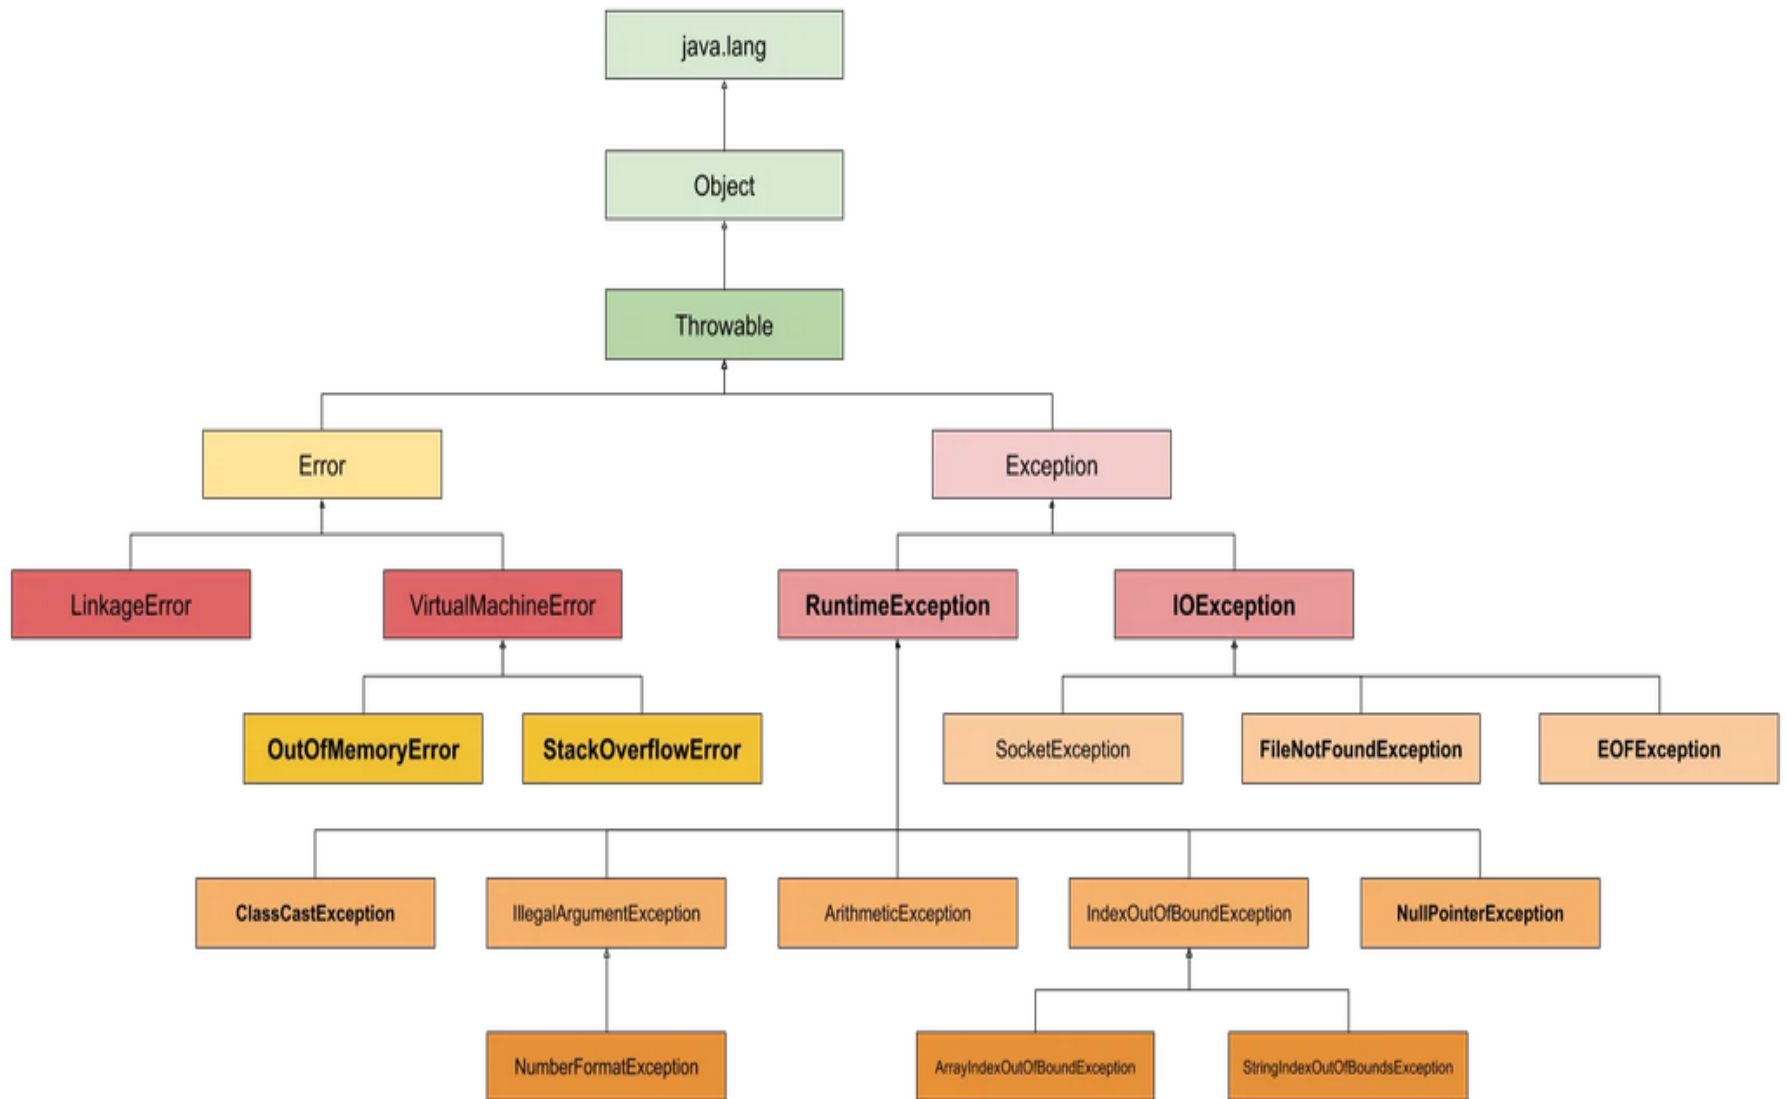 java.lang
Object
Throwable
Error
Exception
LinkageError
VirtualMachineError
RuntimeException
IOException
OutOfMemoryError
StackOverflowError
SocketException
FileNotFoundException
EOFException
ClassCastException
IllegalArgumentException
ArithmeticException
IndexOutOfBoundException
NullPointerException
NumberFormatException
ArrayIndexOutOfBoundException
StringIndexOutOfBoundsException